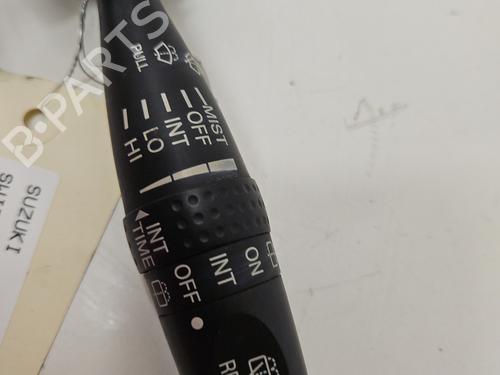 PULL
MIST
OFF
INT
LO
HI
INT
TIME
OFF
INT
ON
SUZUKI
B-PARTS